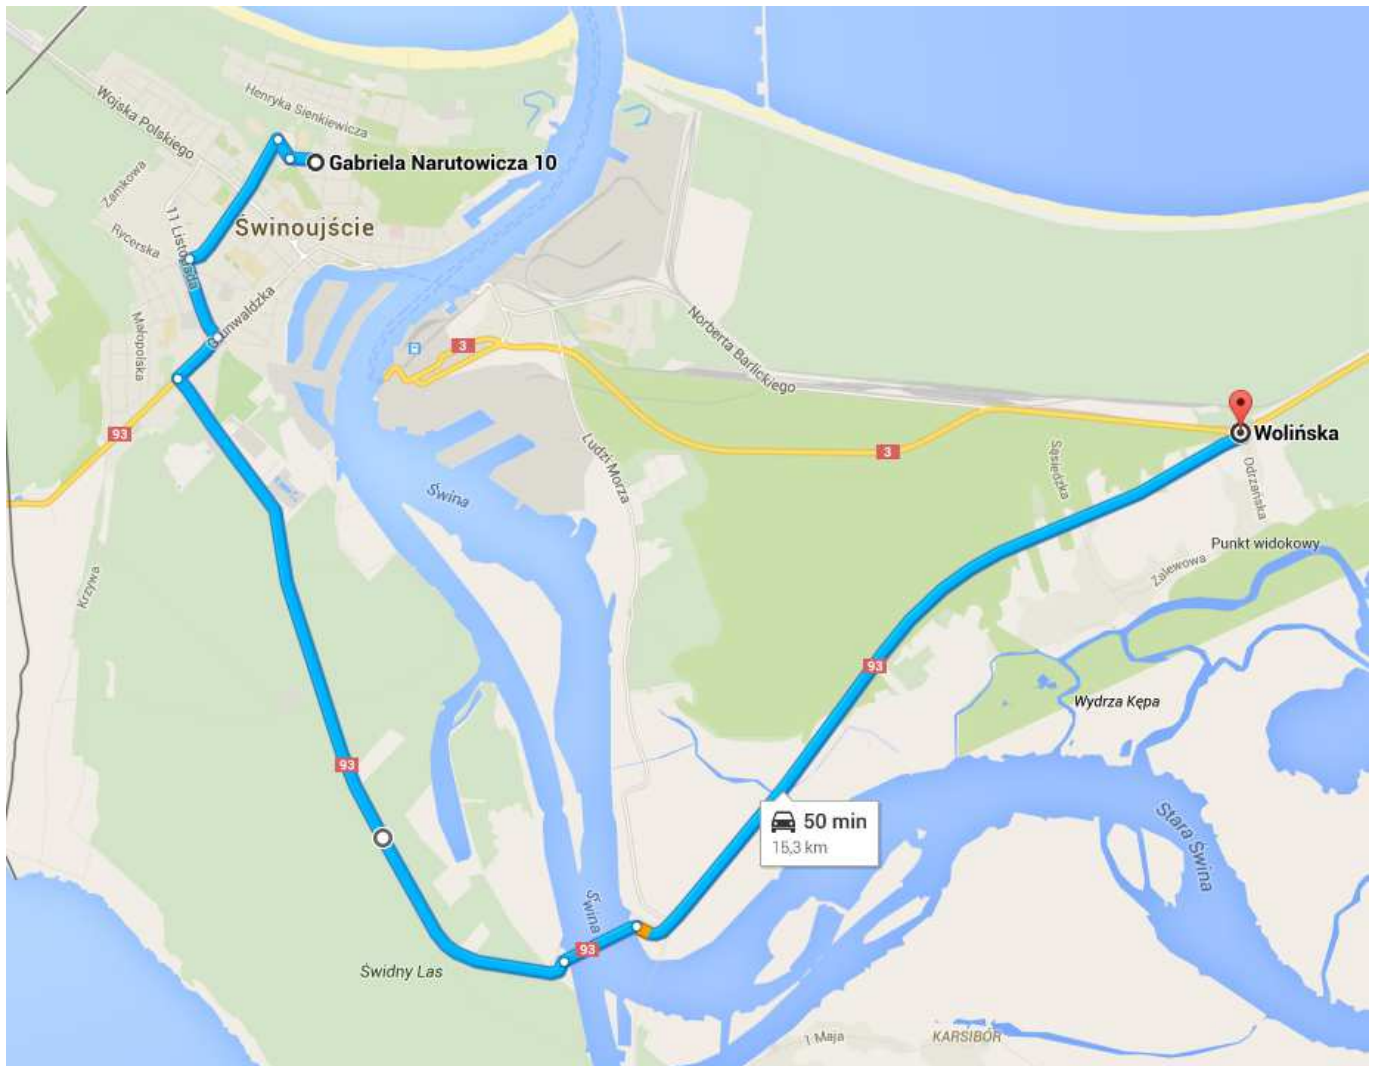 Henryka Sienkiewicza
Wojska Polskiego
Gabriela Narutowicza 10
Zamkowa
11 Listopada
Świnoujście
Rycerska
Grunwaldzka
Małopolska
3
Norberta Barlickiego
93
3
Wolińska
Ludzi Morza
Sąsiedzka
Odrzańska
Świna
Punkt widokowy
Zalewowa
Krzywa
93
Wydrza Kępa
93
50 min
15,3 km
Stara Świna
Świna
93
Świdny Las
1 Maja
KARSIBÓR